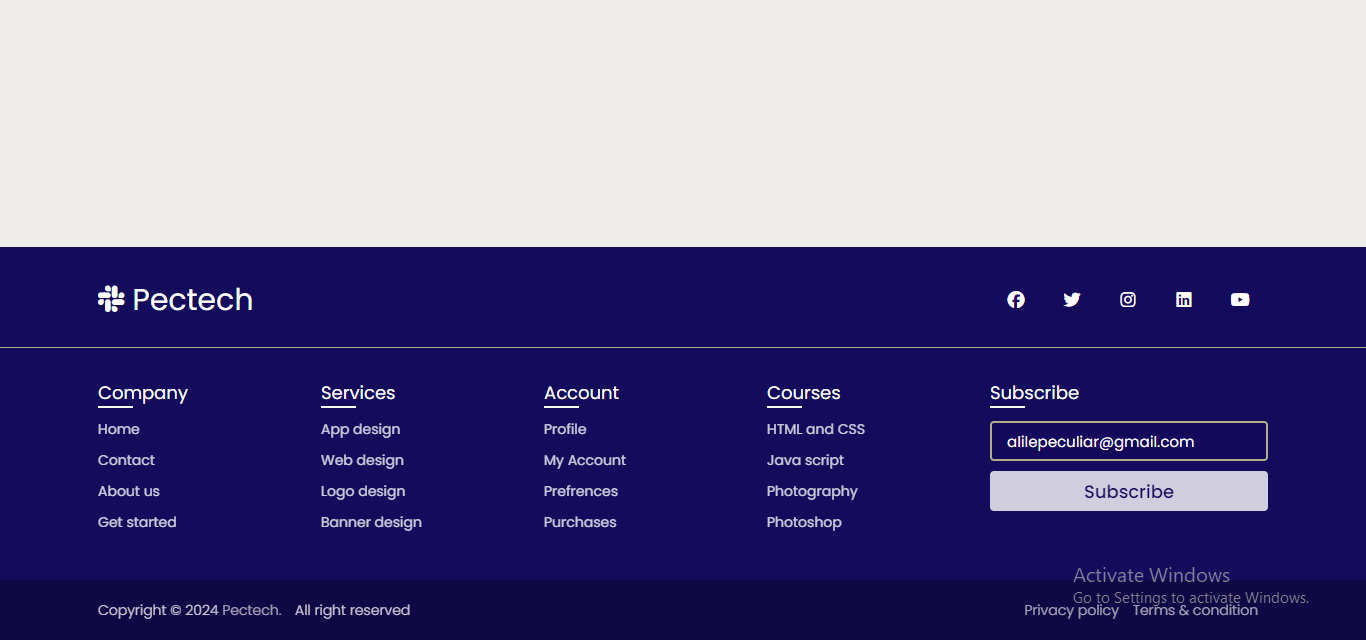 Pectech
Company
Home
Contact
About us
Get started
Services
App design
Web design
Logo design
Banner design
Account
Profile
My Account
Prefrences
Purchases
Courses
HTML and CSS
Java script
Photography
Photoshop
Subscribe
alilepeculiar@gmail.com
Subscribe
Activate Windows
Go to Settings to activate Windows.
Copyright © 2024 Pectech. All right reserved
Privacy policy Terms & condition